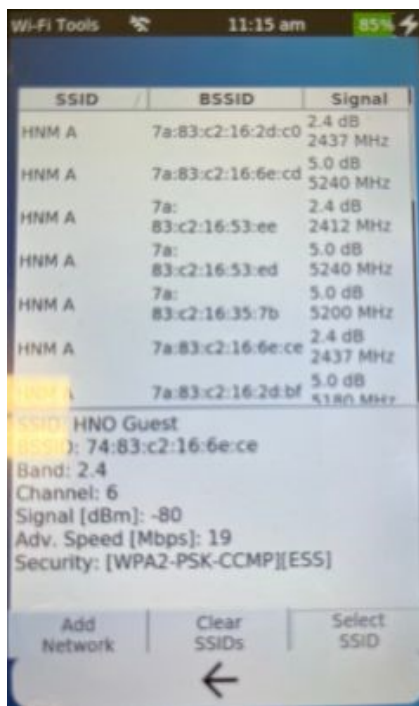 Wi-Fi Tools 11:15 am 85%
SSID / BSSID Signal
HNM A 7a:83:c2:16:2d:c0 2.4 dB
2437 MHz
HNM A 7a:83:c2:16:6e:cd 5.0 dB
5240 MHz
HNM A 7a:
83:c2:16:53:ee 2.4 dB
2412 MHz
HNM A 7a:
83:c2:16:53:ed 5.0 dB
5240 MHz
HNM A 7a:
83:c2:16:35:7b 5.0 dB
5200 MHz
HNM A 7a:83:c2:16:6e:ce 2.4 dB
2437 MHz
HNM A 7a:83:c2:16:2d:bf 5.0 dB
5180 MHz
SSID: HNO Guest
BSSID: 74:83:c2:16:6e:ce
Band: 2.4
Channel: 6
Signal [dBm]: -80
Adv. Speed [Mbps]: 19
Security: [WPA2-PSK-CCMP][ESS]
Add
Network
Clear
SSIDs
Select
SSID